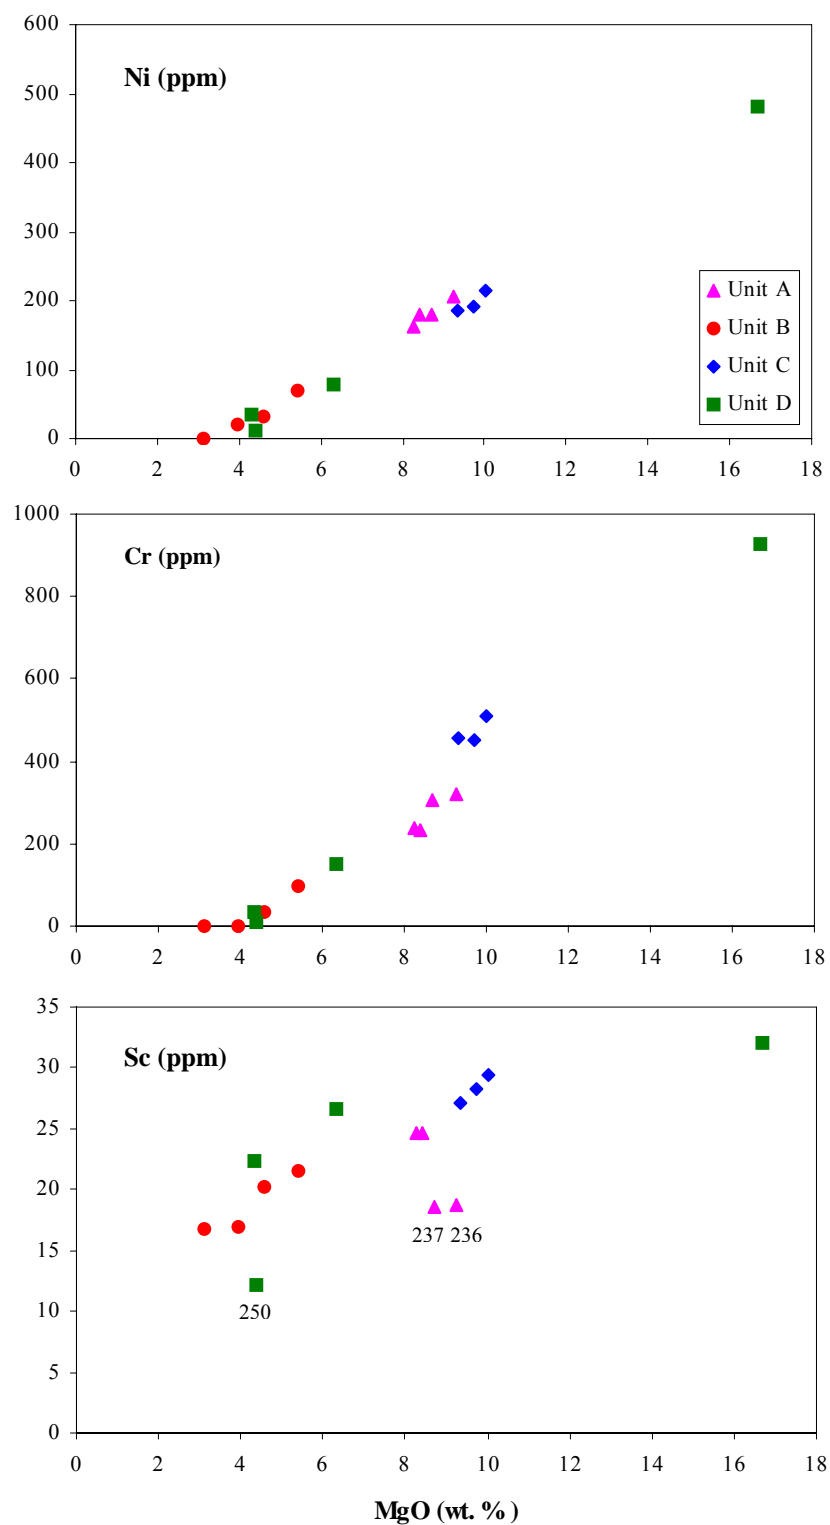 600
500
400
300
200
100
0
Ni (ppm)
Unit A
Unit B
Unit C
Unit D
0 2 4 6 8 10 12 14 16 18
1000
800
600
400
200
0
Cr (ppm)
0 2 4 6 8 10 12 14 16 18
35
30
25
20
15
10
5
0
Sc (ppm)
237 236
250
0 2 4 6 8 10 12 14 16 18
MgO (wt. %)